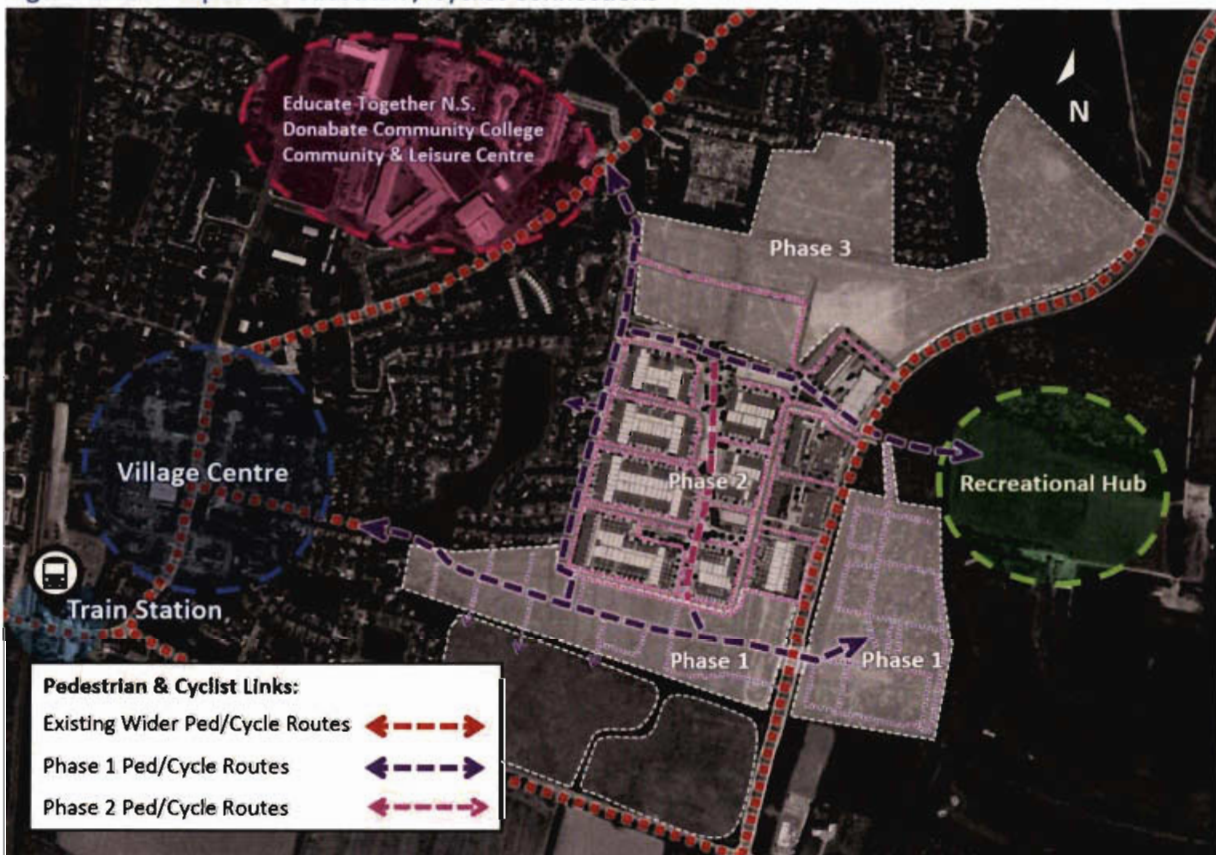 Educate Together N.S.
Donabate Community College
Community & Leisure Centre
N
Phase 3
Village Centre
Phase 2
Recreational Hub
Train Station
Phase 1
Phase 1
Pedestrian & Cyclist Links:
Existing Wider Ped/Cycle Routes
Phase 1 Ped/Cycle Routes
Phase 2 Ped/Cycle Routes